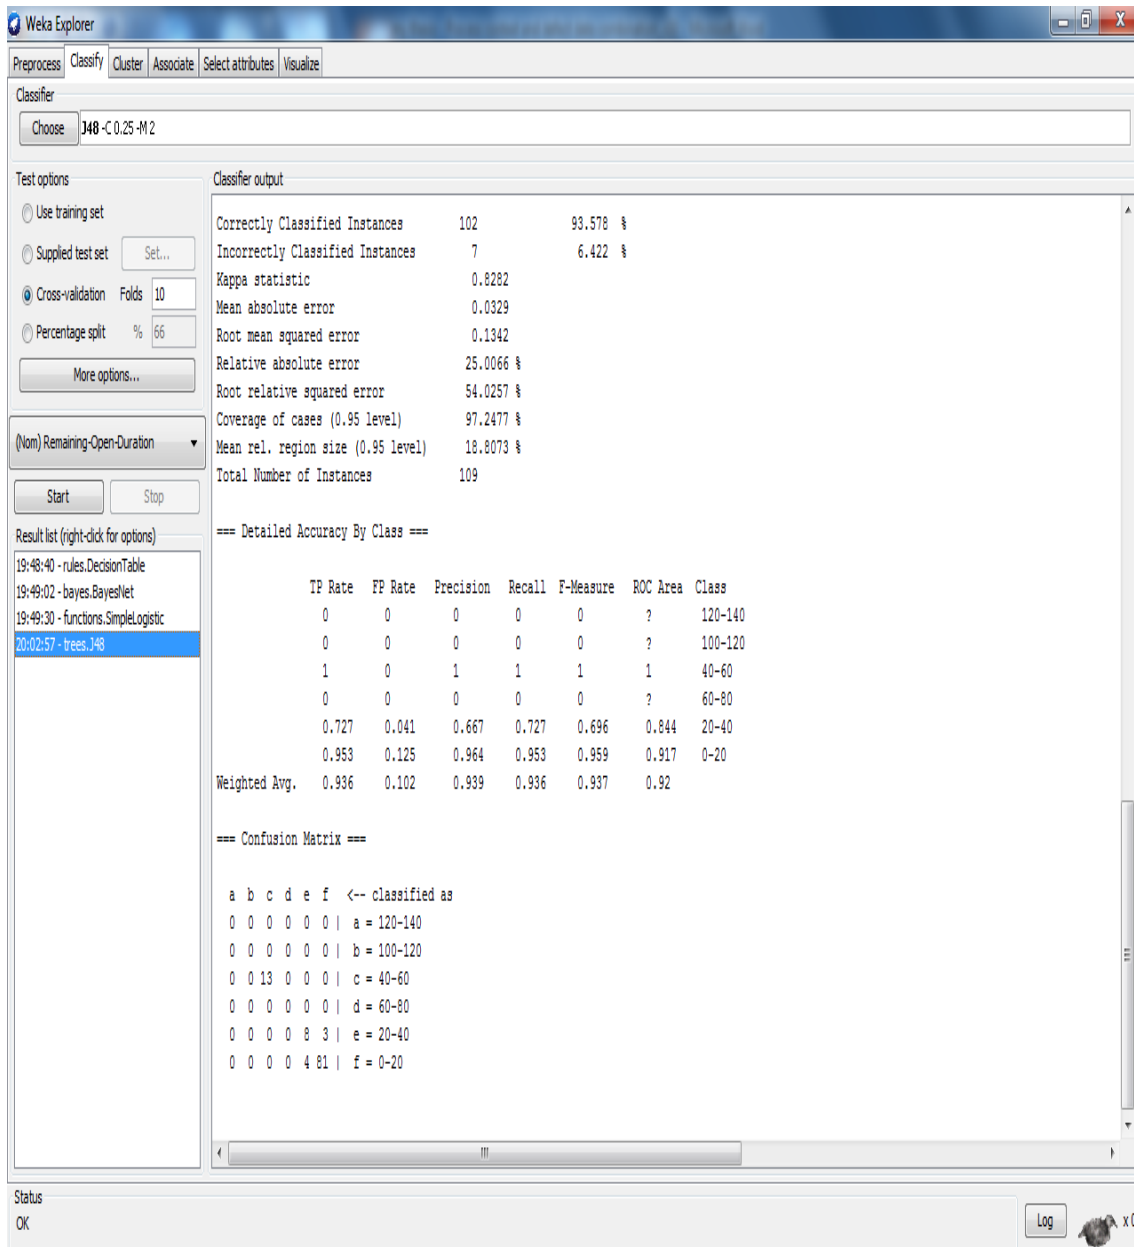 Weka Explorer
Preprocess Classify Cluster Associate Select attributes Visualize
Classifier
Choose J48 -C 0.25 -M 2
Test options
Use training set
Supplied test set Set...
Cross-validation Folds 10
Percentage split % 66
More options...
(Nom) Remaining-Open-Duration
Start Stop
Result list (right-click for options)
19:48:40 - rules.DecisionTable
19:49:02 - bayes.BayesNet
19:49:30 - functions.SimpleLogistic
20:02:57 - trees.J48
Classifier output
Correctly Classified Instances 102 93.578 %
Incorrectly Classified Instances 7 6.422 %
Kappa statistic 0.8282
Mean absolute error 0.0329
Root mean squared error 0.1342
Relative absolute error 25.0066 %
Root relative squared error 54.0257 %
Coverage of cases (0.95 level) 97.2477 %
Mean rel. region size (0.95 level) 18.8073 %
Total Number of Instances 109
=== Detailed Accuracy By Class ===
TP Rate FP Rate Precision Recall F-Measure ROC Area Class
0 0 0 0 0 ? 120-140
0 0 0 0 0 ? 100-120
1 0 1 1 1 1 40-60
0 0 0 0 0 ? 60-80
0.727 0.041 0.667 0.727 0.696 0.844 20-40
0.953 0.125 0.964 0.953 0.959 0.917 0-20
Weighted Avg. 0.936 0.102 0.939 0.936 0.937 0.92
=== Confusion Matrix ===
a b c d e f <-- classified as
0 0 0 0 0 0 | a = 120-140
0 0 0 0 0 0 | b = 100-120
0 0 13 0 0 0 | c = 40-60
0 0 0 0 0 0 | d = 60-80
0 0 0 0 8 3 | e = 20-40
0 0 0 0 4 81 | f = 0-20
Status
OK
Log x 0